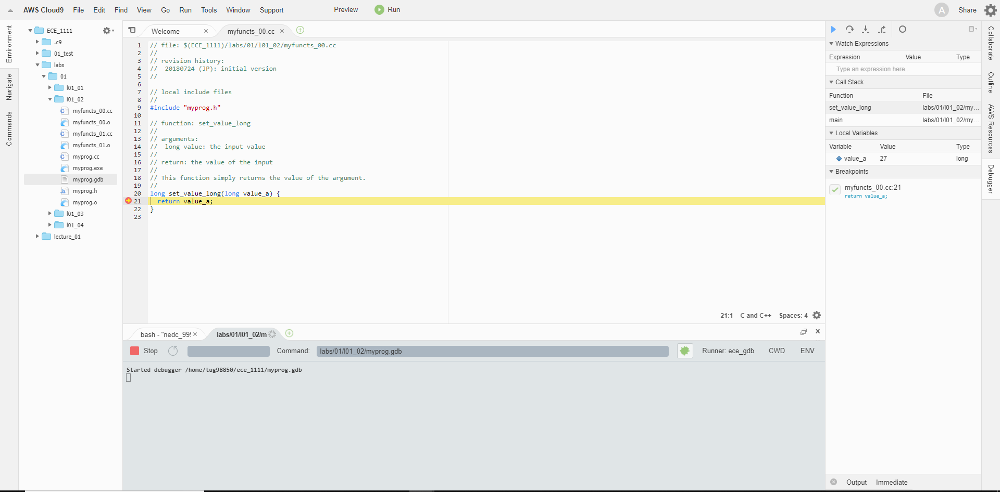 AWS Cloud9 File Edit Find View Go Run Tools Window Support Preview Run A Share
Environment
Navigate
Commands
ECE_1111
.c9
01_test
labs
01
l01_01
l01_02
myfuncts_00.cc
myfuncts_00.o
myfuncts_01.cc
myfuncts_01.o
myprog.cc
myprog.exe
myprog.gdb
myprog.h
myprog.o
l01_03
l01_04
lecture_01
Welcome myfuncts_00.cc
1 // file: $(ECE_1111)/labs/01/l01_02/myfuncts_00.cc
2 //
3 // revision history:
4 //  20180724 (JP): initial version
5 //
6
7 // local include files
8 //
9 #include "myprog.h"
10
11 // function: set_value_long
12 //
13 // arguments:
14 //  long value: the input value
15 //
16 // return: the value of the input
17 //
18 // This function simply returns the value of the argument.
19 //
20 long set_value_long(long value_a) {
21   return value_a;
22 }
23
21:1 C and C++ Spaces: 4
bash - "nedc_999 labs/01/l01_02/m
Stop Command: labs/01/l01_02/myprog.gdb Runner: ece_gdb CWD ENV
Started debugger /home/tug98850/ece_1111/myprog.gdb
Watch Expressions
Expression Value Type
Type an expression here...
Call Stack
Function File
set_value_long labs/01/l01_02/my...
main labs/01/l01_02/my...
Local Variables
Variable Value Type
value_a 27 long
Breakpoints
myfuncts_00.cc:21
return value_a;
Output Immediate
Collaborate
Outline
AWS Resources
Debugger